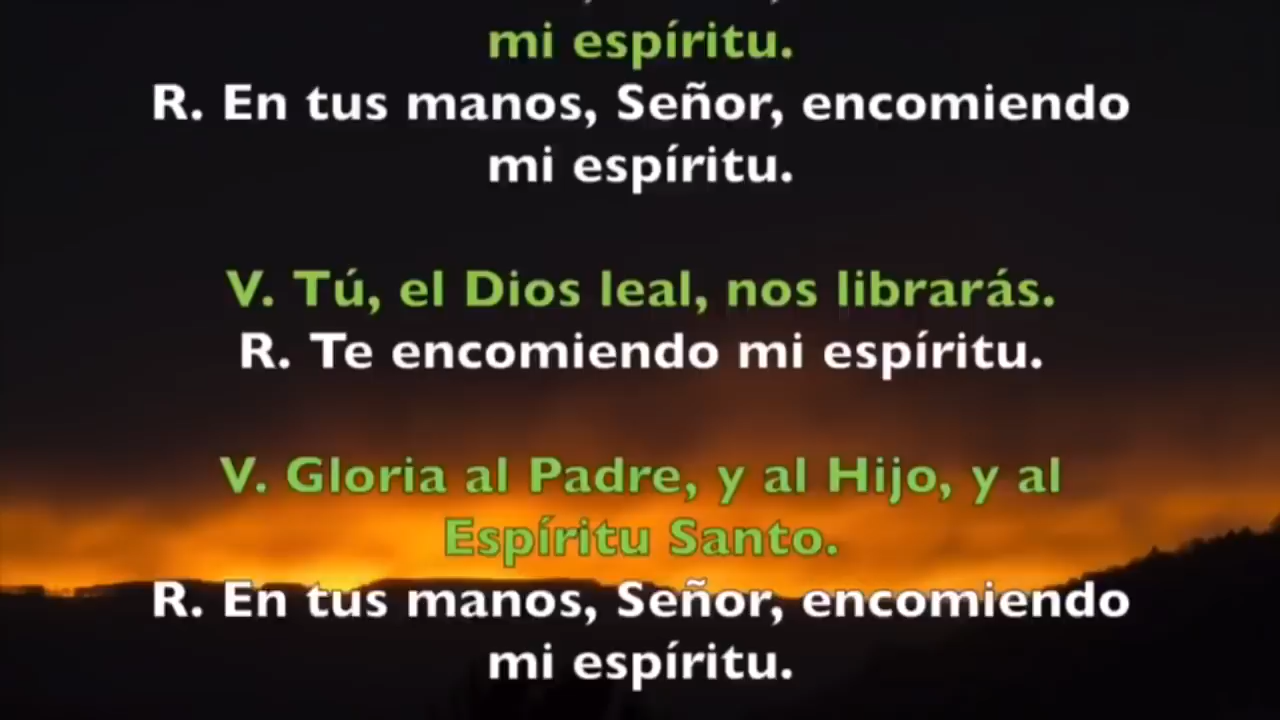 mi espíritu.
R. En tus manos, Señor, encomiendo
mi espíritu.
V. Tú, el Dios leal, nos librarás.
R. Te encomiendo mi espíritu.
V. Gloria al Padre, y al Hijo, y al
Espíritu Santo.
R. En tus manos, Señor, encomiendo
mi espíritu.